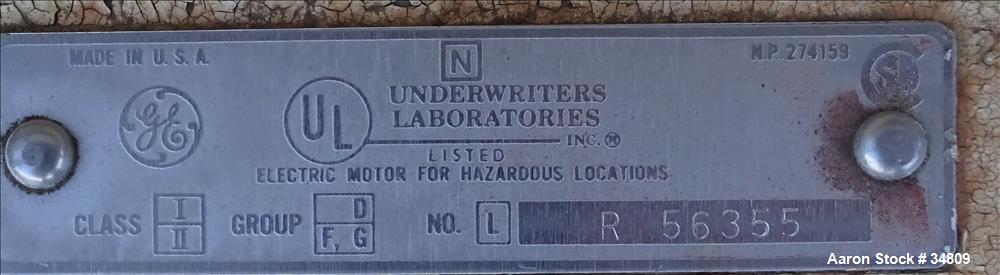 MADE IN U.S.A.
N
N.P. 274159
GE
UL
UNDERWRITERS
LABORATORIES
INC.®
LISTED
ELECTRIC MOTOR FOR HAZARDOUS LOCATIONS
CLASS I II
GROUP D F, G
NO. L R 56355
Aaron Stock # 34809